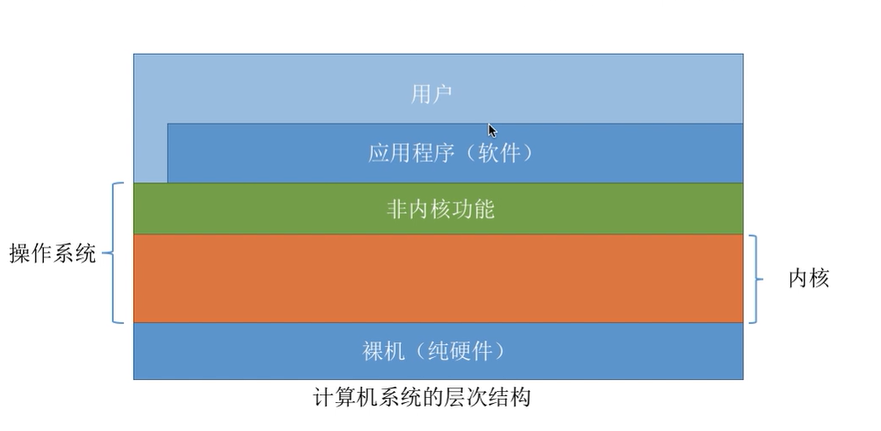 用户
应用程序（软件）
非内核功能
操作系统
内核
裸机（纯硬件）
计算机系统的层次结构